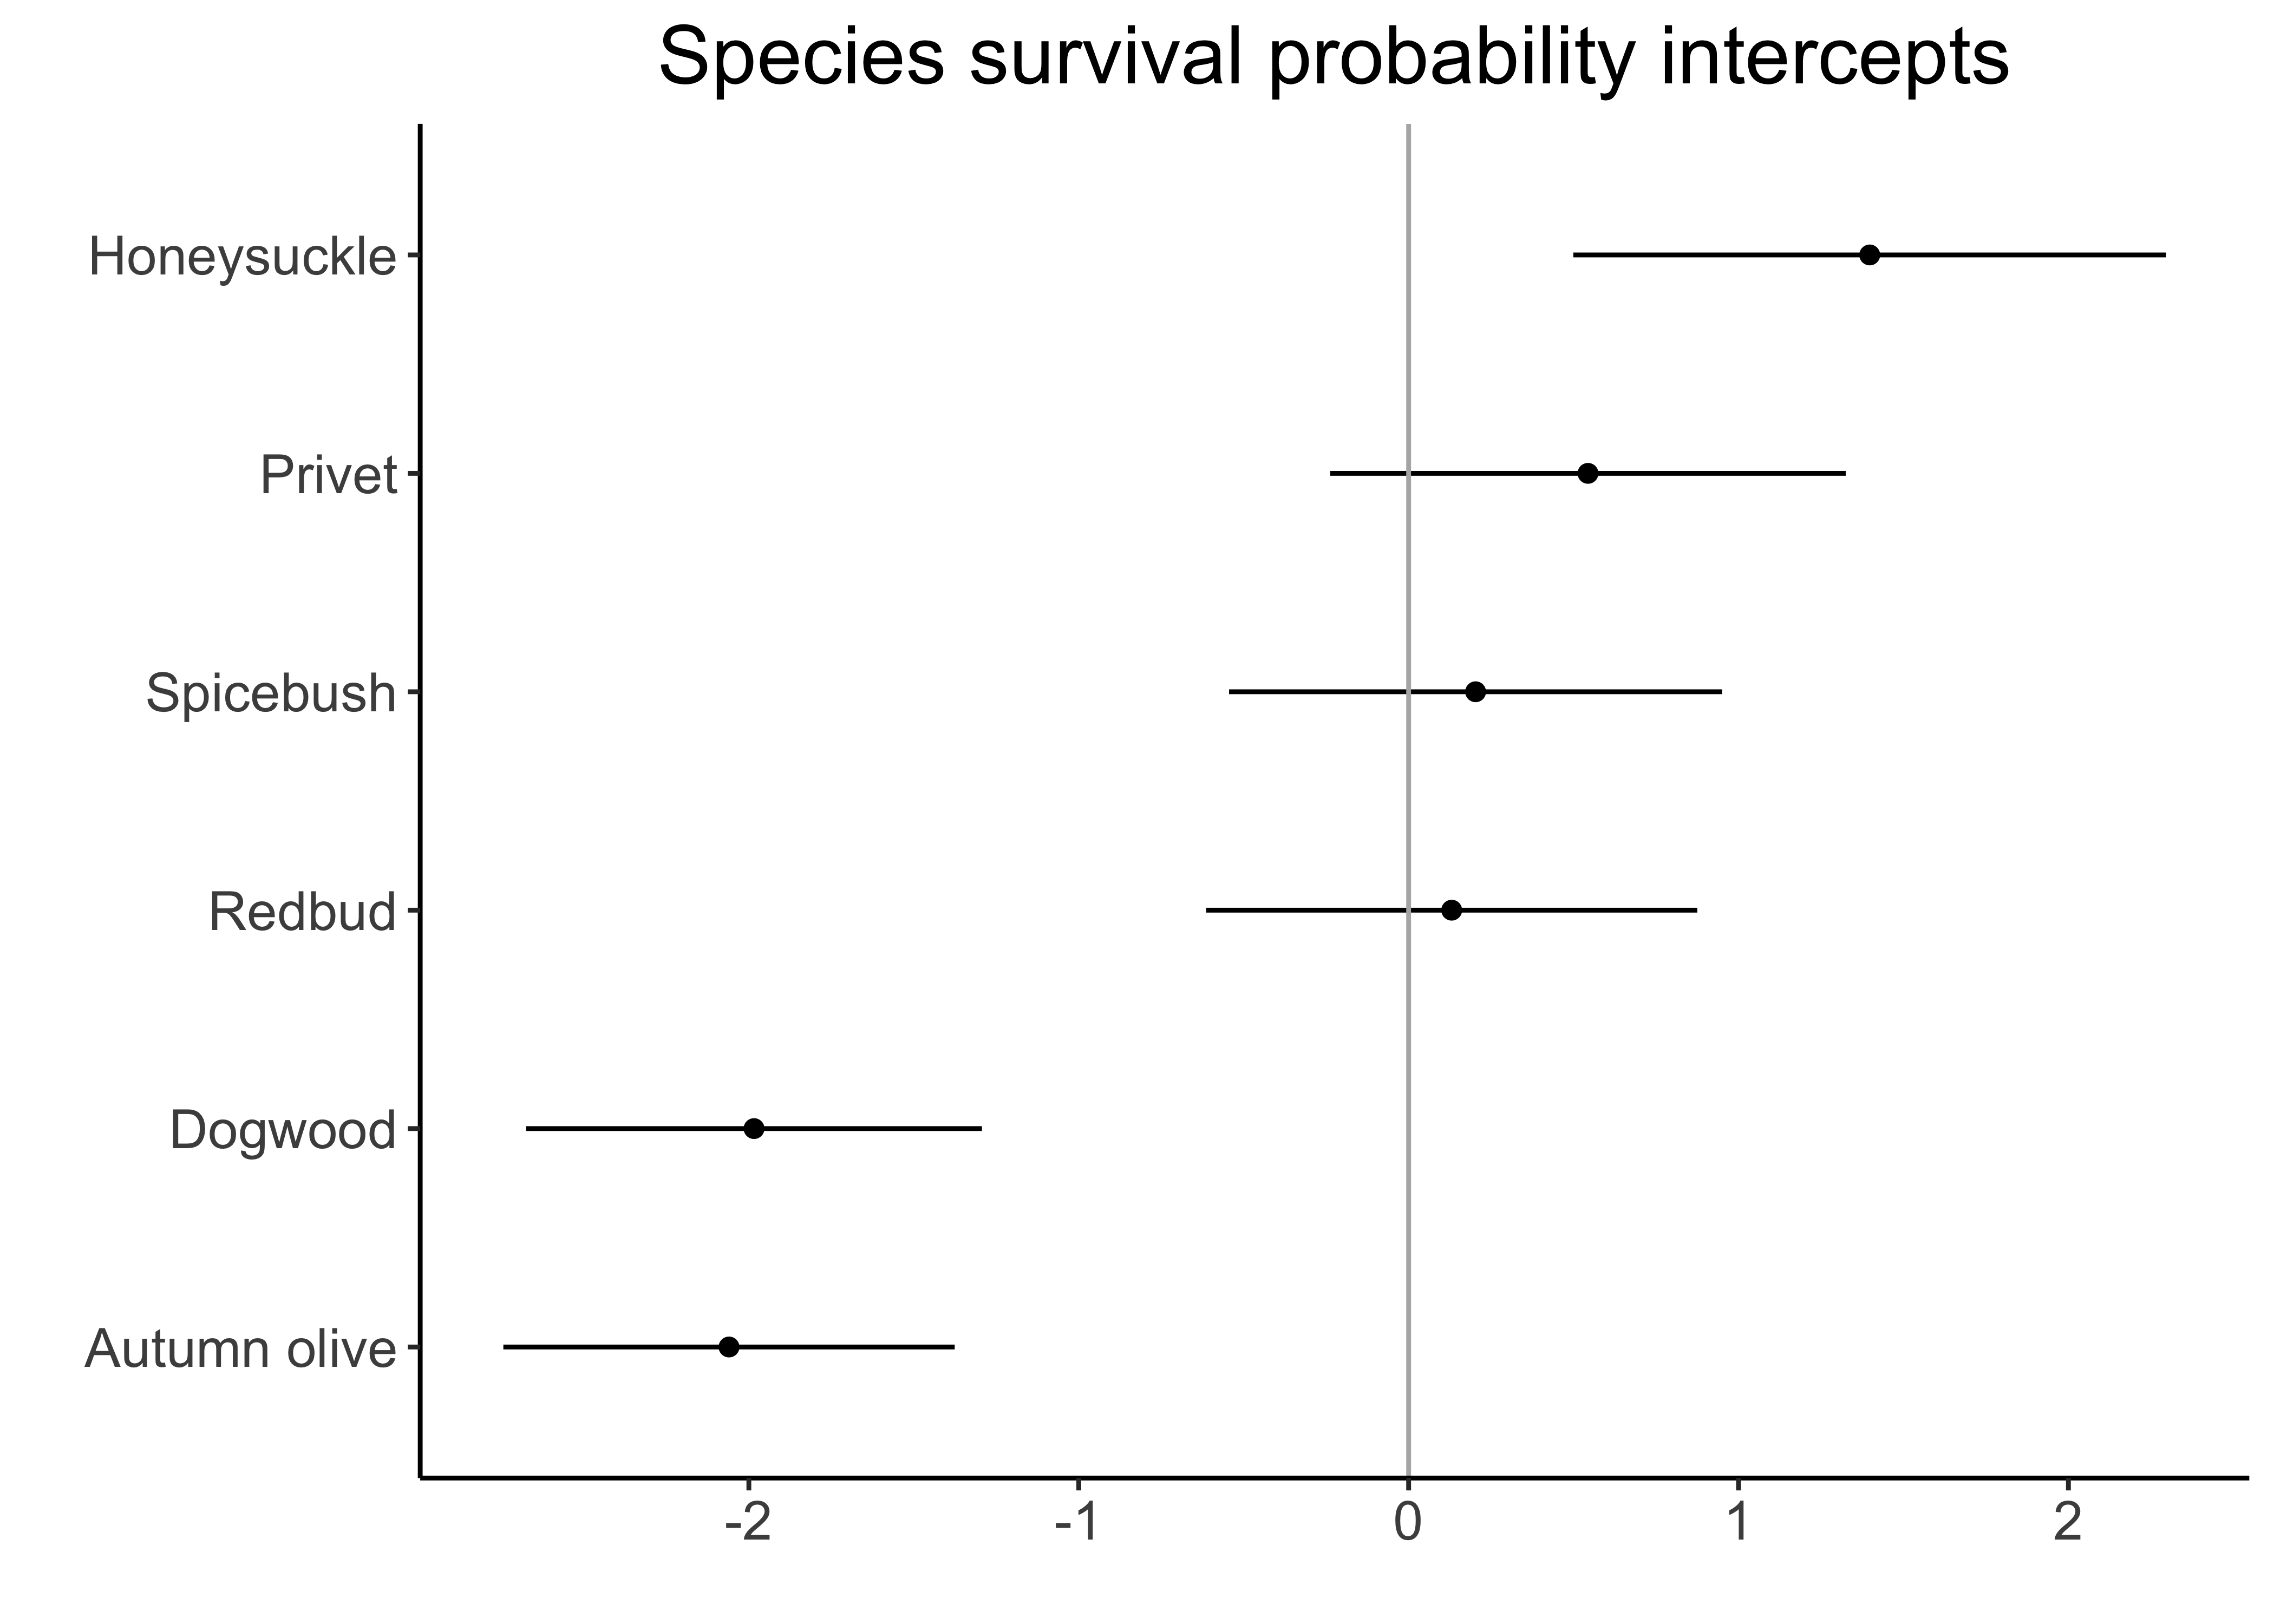 Species survival probability intercepts
Honeysuckle
Privet
Spicebush
Redbud
Dogwood
Autumn olive
-2 -1 0 1 2